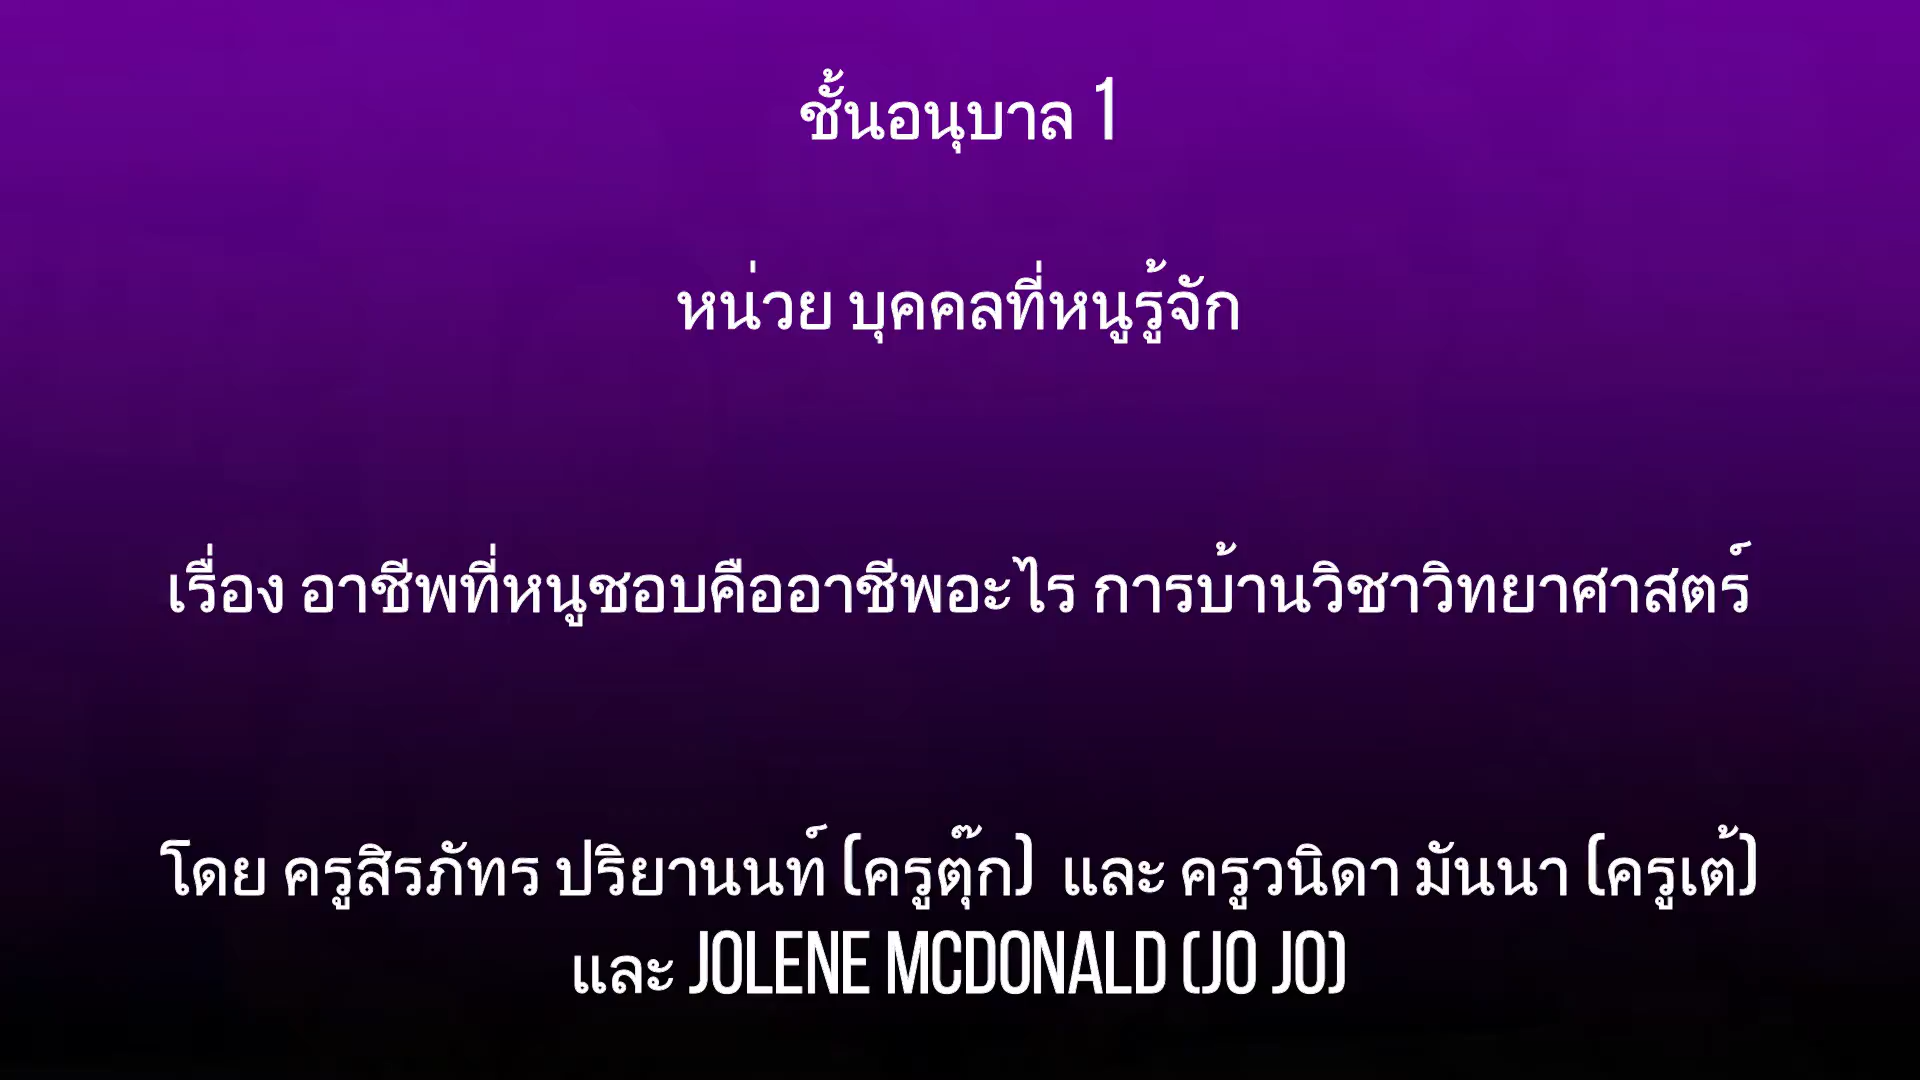 ชั้นอนุบาล 1
หน่วย บุคคลที่หนูรู้จัก
เรื่อง อาชีพที่หนูชอบคืออาชีพอะไร การบ้านวิชาวิทยาศาสตร์
โดย ครูสิรภัทร ปริยานนท์ (ครูตุ๊ก) และ ครูวนิดา มันนา (ครูเต้)
และ JOLENE MCDONALD (JO JO)